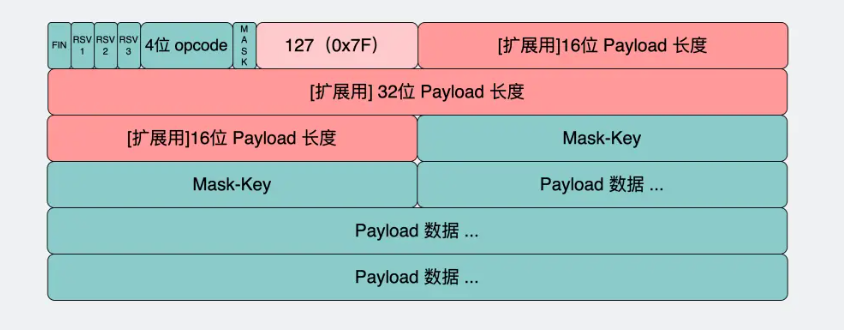 FIN RSV 1 RSV 2 RSV 3 4位 opcode MASK 127（0x7F） [扩展用]16位 Payload 长度
[扩展用] 32位 Payload 长度
[扩展用]16位 Payload 长度 Mask-Key
Mask-Key Payload 数据 ...
Payload 数据 ...
Payload 数据 ...